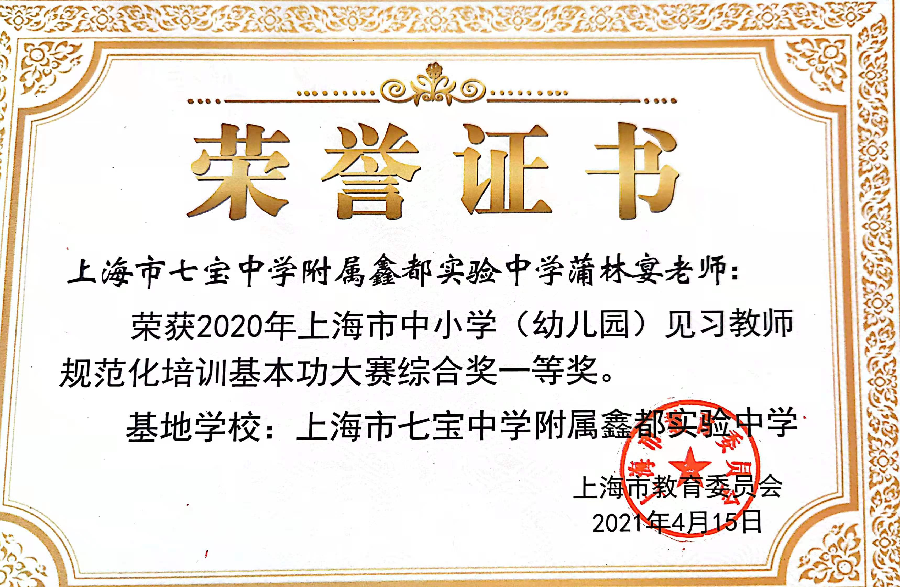 荣誉证书
上海市七宝中学附属鑫都实验中学蒲林宴老师：
荣获2020年上海市中小学（幼儿园）见习教师
规范化培训基本功大赛综合奖一等奖。
基地学校：上海市七宝中学附属鑫都实验中学
上海市教育委员会
2021年4月15日